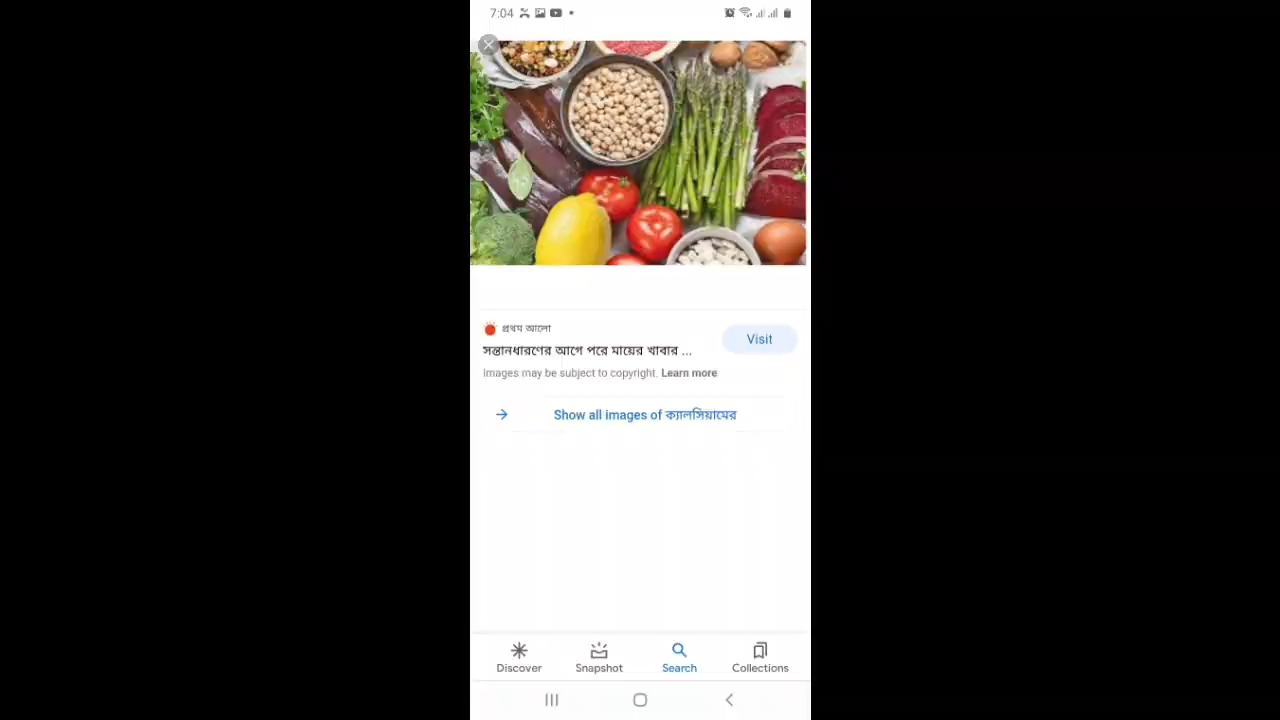 7:04
প্রথম আলো
সন্তানধারণের আগে পরে মায়ের খাবার ...
Visit
Images may be subject to copyright. Learn more
Show all images of ক্যালসিয়ামের
Discover Snapshot Search Collections